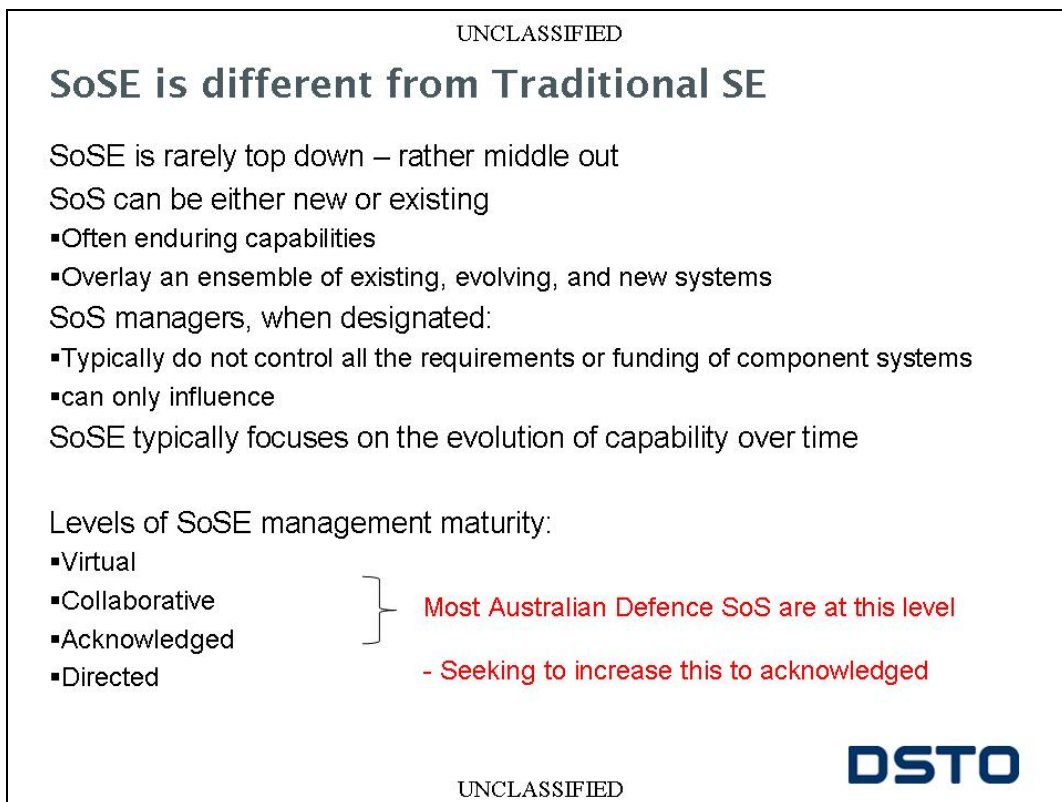 UNCLASSIFIED
SoSE is different from Traditional SE
SoSE is rarely top down – rather middle out
SoS can be either new or existing
▪Often enduring capabilities
▪Overlay an ensemble of existing, evolving, and new systems
SoS managers, when designated:
▪Typically do not control all the requirements or funding of component systems
▪can only influence
SoSE typically focuses on the evolution of capability over time
Levels of SoSE management maturity:
▪Virtual
▪Collaborative
▪Acknowledged
▪Directed
Most Australian Defence SoS are at this level
- Seeking to increase this to acknowledged
DSTO
UNCLASSIFIED